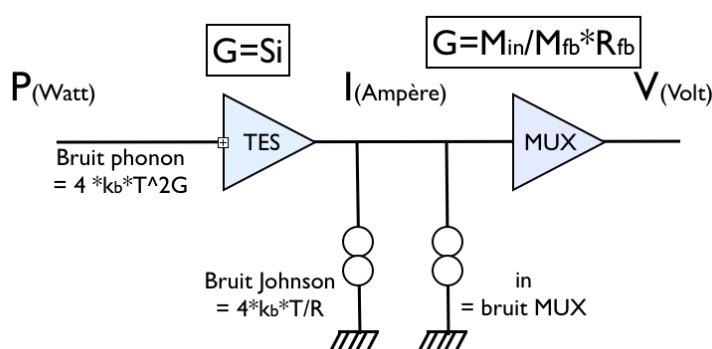 G=Si
G=Min/Mfb*Rfb
P(Watt)
I(Ampère)
V(Volt)
TES
MUX
Bruit phonon
= 4 *kb*T^2G
Bruit Johnson
= 4*kb*T/R
in
= bruit MUX